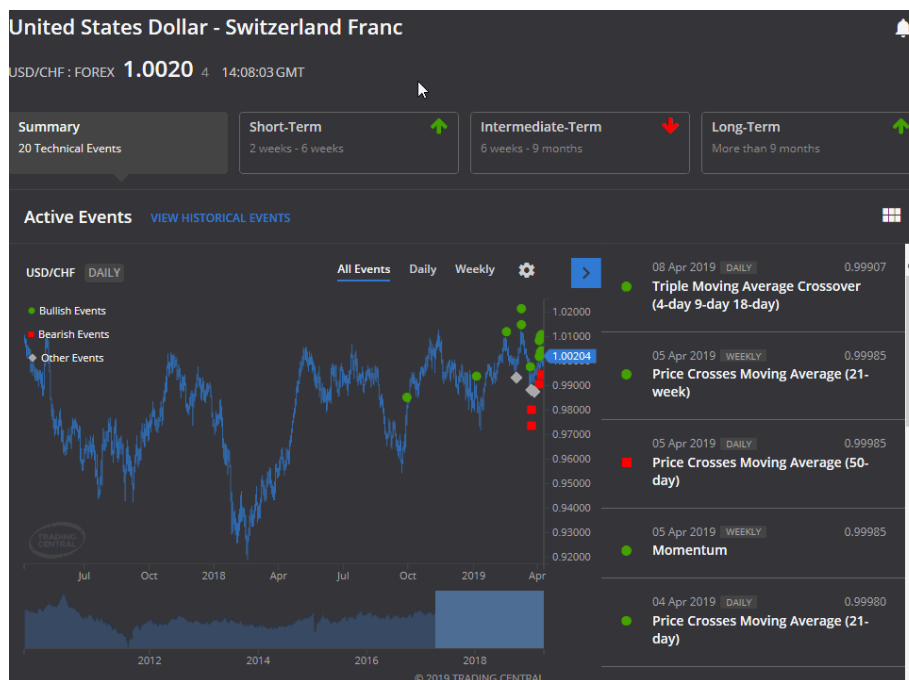 United States Dollar - Switzerland Franc
USD/CHF : FOREX 1.0020 4 14:08:03 GMT
Summary
20 Technical Events
Short-Term
2 weeks - 6 weeks
Intermediate-Term
6 weeks - 9 months
Long-Term
More than 9 months
Active Events VIEW HISTORICAL EVENTS
USD/CHF DAILY
All Events Daily Weekly
Bullish Events
Bearish Events
Other Events
1.02000
1.01000
1.00204
0.99000
0.98000
0.97000
0.96000
0.95000
0.94000
0.93000
0.92000
TRADING
CENTRAL
Jul Oct 2018 Apr Jul Oct 2019 Apr
2012 2014 2016 2018
© 2019 TRADING CENTRAL
08 Apr 2019 DAILY 0.99907
Triple Moving Average Crossover
(4-day 9-day 18-day)
05 Apr 2019 WEEKLY 0.99985
Price Crosses Moving Average (21-
week)
05 Apr 2019 DAILY 0.99985
Price Crosses Moving Average (50-
day)
05 Apr 2019 WEEKLY 0.99985
Momentum
04 Apr 2019 DAILY 0.99980
Price Crosses Moving Average (21-
day)